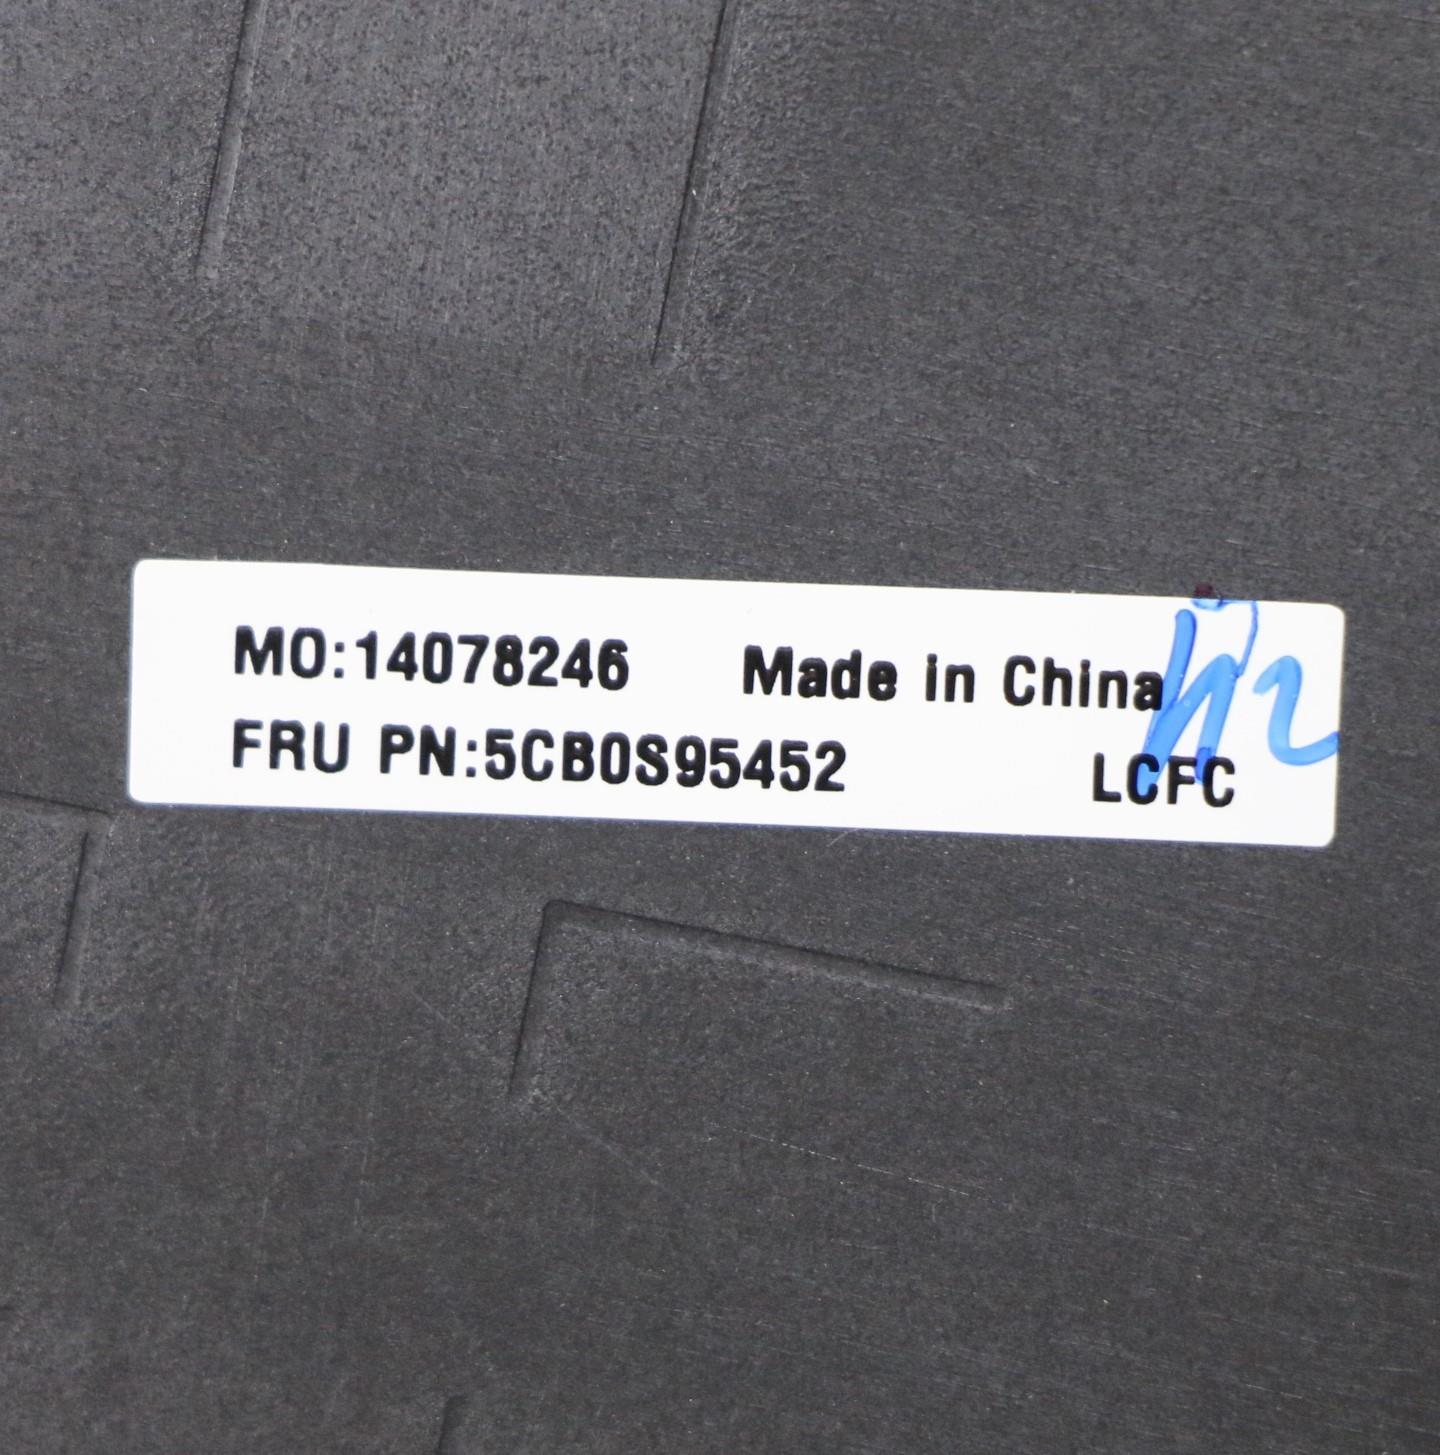 MO:14078246 Made in China
FRU PN:5CB0S95452 LCFC